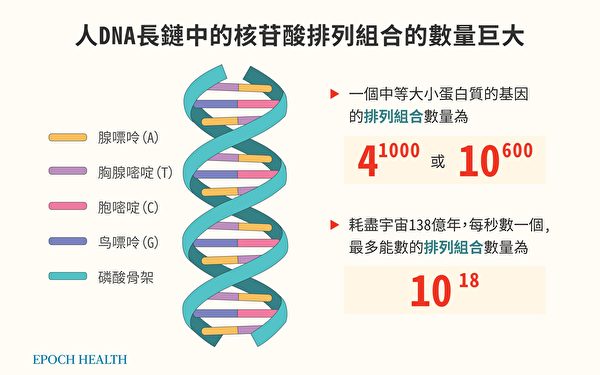 人DNA長鏈中的核苷酸排列組合的數量巨大
腺嘌呤(A)
胸腺嘧啶(T)
胞嘧啶(C)
鸟嘌呤(G)
磷酸骨架
▶ 一個中等大小蛋白質的基因
的排列組合數量為
4¹⁰⁰⁰ 或 10⁶⁰⁰
▶ 耗盡宇宙138億年,每秒數一個,
最多能數的排列組合數量為
10¹⁸
EPOCH HEALTH